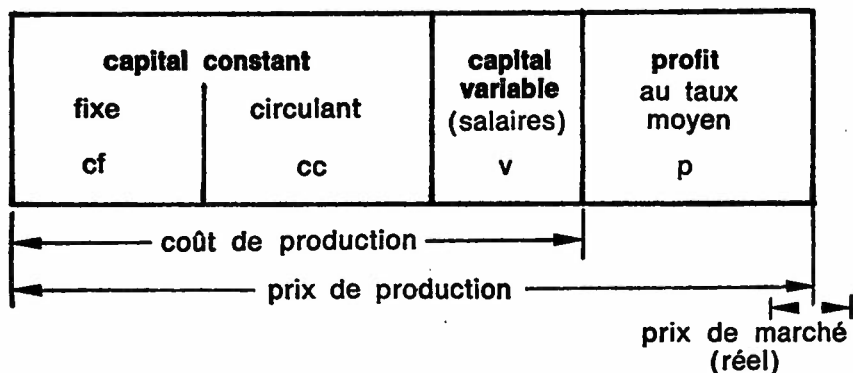 capital constant
fixe
circulant
cf
cc
capital
variable
(salaires)
v
profit
au taux
moyen
p
coût de production
prix de production
prix de marché
(réel)